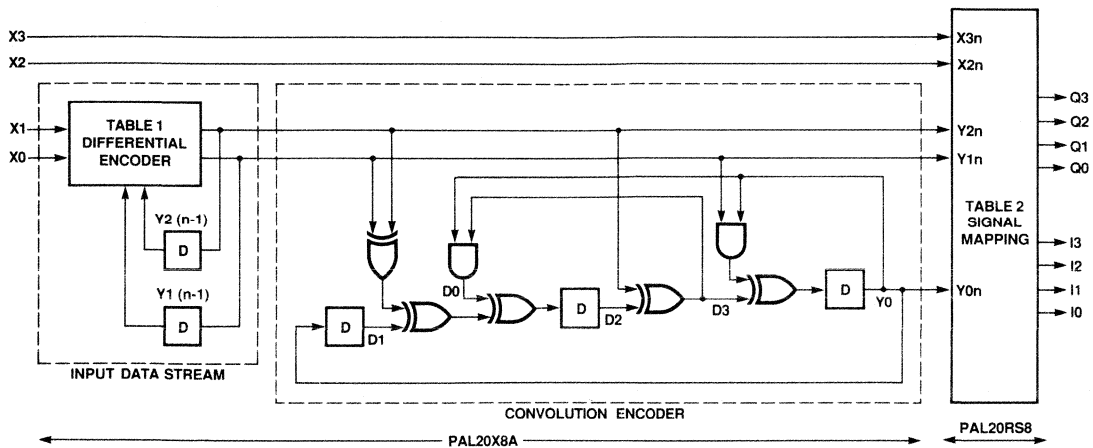 X3
X2
X1
X0
TABLE 1
DIFFERENTIAL
ENCODER
Y2 (n-1)
D
Y1 (n-1)
D
INPUT DATA STREAM
D
D1
D0
D
D2
D3
D
Y0
CONVOLUTION ENCODER
X3n
X2n
Y2n
Y1n
TABLE 2
SIGNAL
MAPPING
Y0n
Q3
Q2
Q1
Q0
I3
I2
I1
I0
PAL20X8A
PAL20RS8